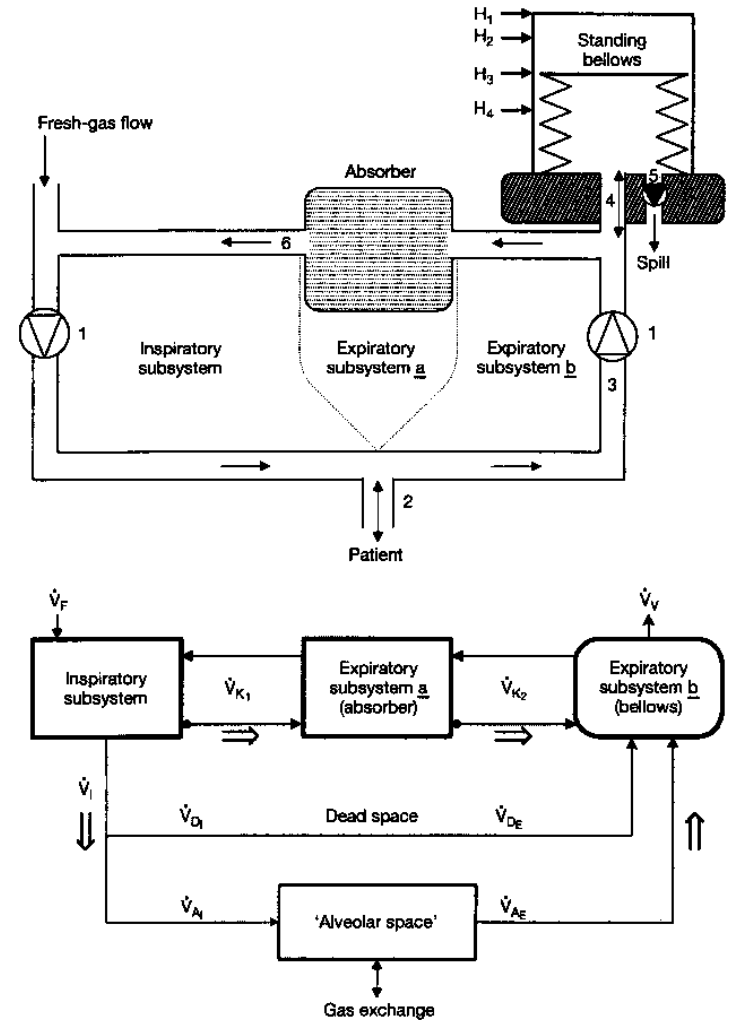 H1
H2
Standing
bellows
H3
H4
Fresh-gas flow
Absorber
5
4
6
Spill
1
1
Inspiratory
subsystem
Expiratory
subsystem a
Expiratory
subsystem b
3
2
Patient
V̇F
V̇V
Inspiratory
subsystem
V̇K1
Expiratory
subsystem a
(absorber)
V̇K2
Expiratory
subsystem b
(bellows)
V̇I
V̇DI
Dead space
V̇DE
V̇AI
'Alveolar space'
V̇AE
Gas exchange